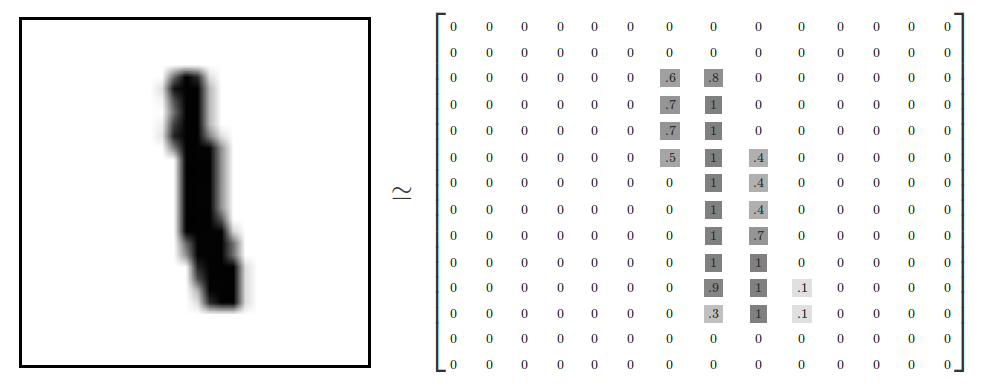 1
≃
0 0 0 0 0 0 0 0 0 0 0 0 0 0
0 0 0 0 0 0 0 0 0 0 0 0 0 0
0 0 0 0 0 0 .6 .8 0 0 0 0 0 0
0 0 0 0 0 0 .7 1 0 0 0 0 0 0
0 0 0 0 0 0 .7 1 0 0 0 0 0 0
0 0 0 0 0 0 .5 1 .4 0 0 0 0 0
0 0 0 0 0 0 0 1 .4 0 0 0 0 0
0 0 0 0 0 0 0 1 .4 0 0 0 0 0
0 0 0 0 0 0 0 1 .7 0 0 0 0 0
0 0 0 0 0 0 0 1 1 0 0 0 0 0
0 0 0 0 0 0 0 .9 1 .1 0 0 0 0
0 0 0 0 0 0 0 .3 1 .1 0 0 0 0
0 0 0 0 0 0 0 0 0 0 0 0 0 0
0 0 0 0 0 0 0 0 0 0 0 0 0 0